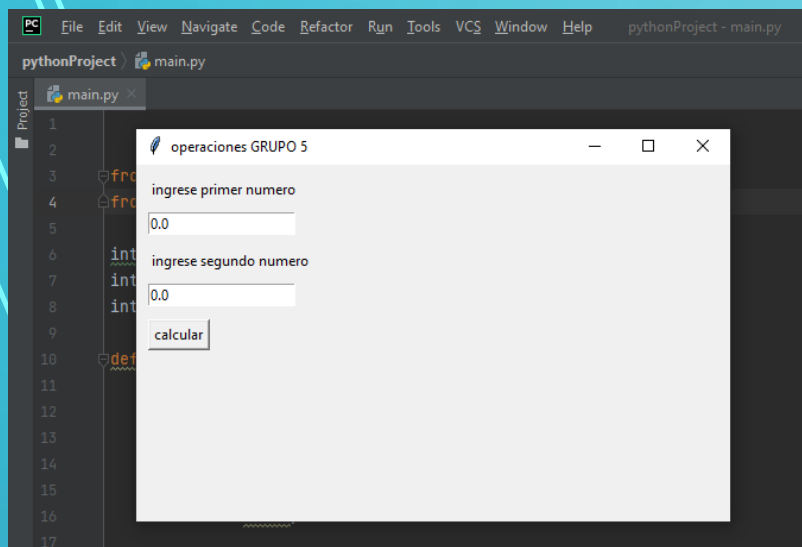 PC File Edit View Navigate Code Refactor Run Tools VCS Window Help pythonProject - main.py
pythonProject main.py
Project
main.py
operaciones GRUPO 5
ingrese primer numero
0.0
ingrese segundo numero
0.0
calcular
1
2
3 fro
4 fro
5
6 int
7 int
8 int
9
10 def
11
12
13
14
15
16
17